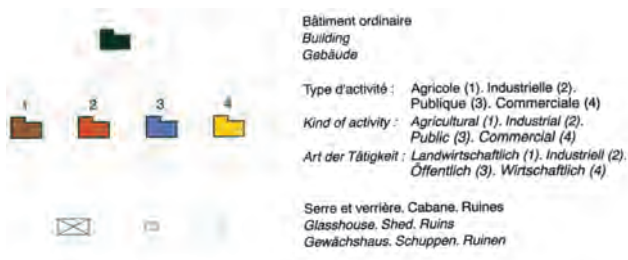 Bâtiment ordinaire
Building
Gebäude
1 2 3 4
Type d'activité : Agricole (1). Industrielle (2).
Publique (3). Commerciale (4)
Kind of activity : Agricultural (1). Industrial (2).
Public (3). Commercial (4)
Art der Tätigkeit : Landwirtschaftlich (1). Industriell (2).
Öffentlich (3). Wirtschaftlich (4)
Serre et verrière. Cabane. Ruines
Glasshouse. Shed. Ruins
Gewächshaus. Schuppen. Ruinen